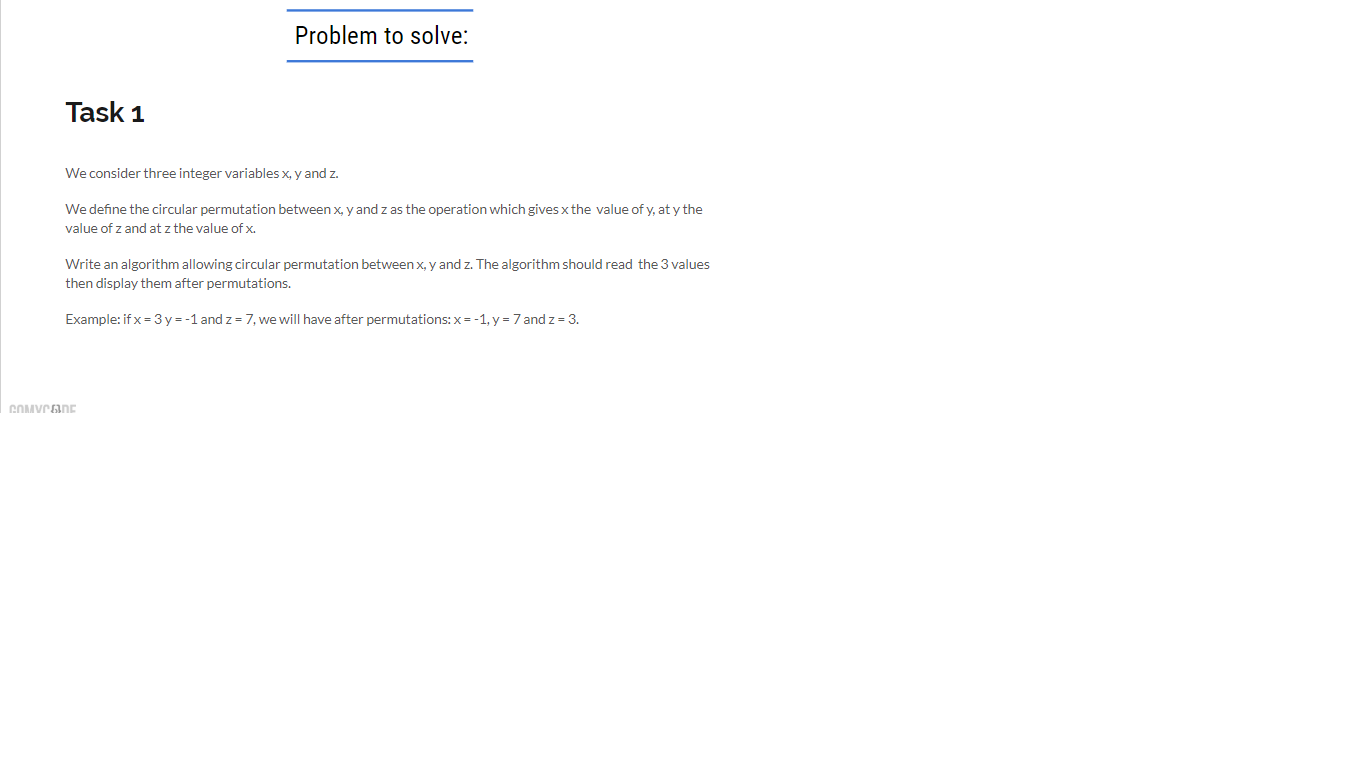 Problem to solve:
Task 1
We consider three integer variables x, y and z.
We define the circular permutation between x, y and z as the operation which gives x the value of y, at y the
value of z and at z the value of x.
Write an algorithm allowing circular permutation between x, y and z. The algorithm should read the 3 values
then display them after permutations.
Example: if x = 3 y = -1 and z = 7, we will have after permutations: x = -1, y = 7 and z = 3.
GOMYCODE